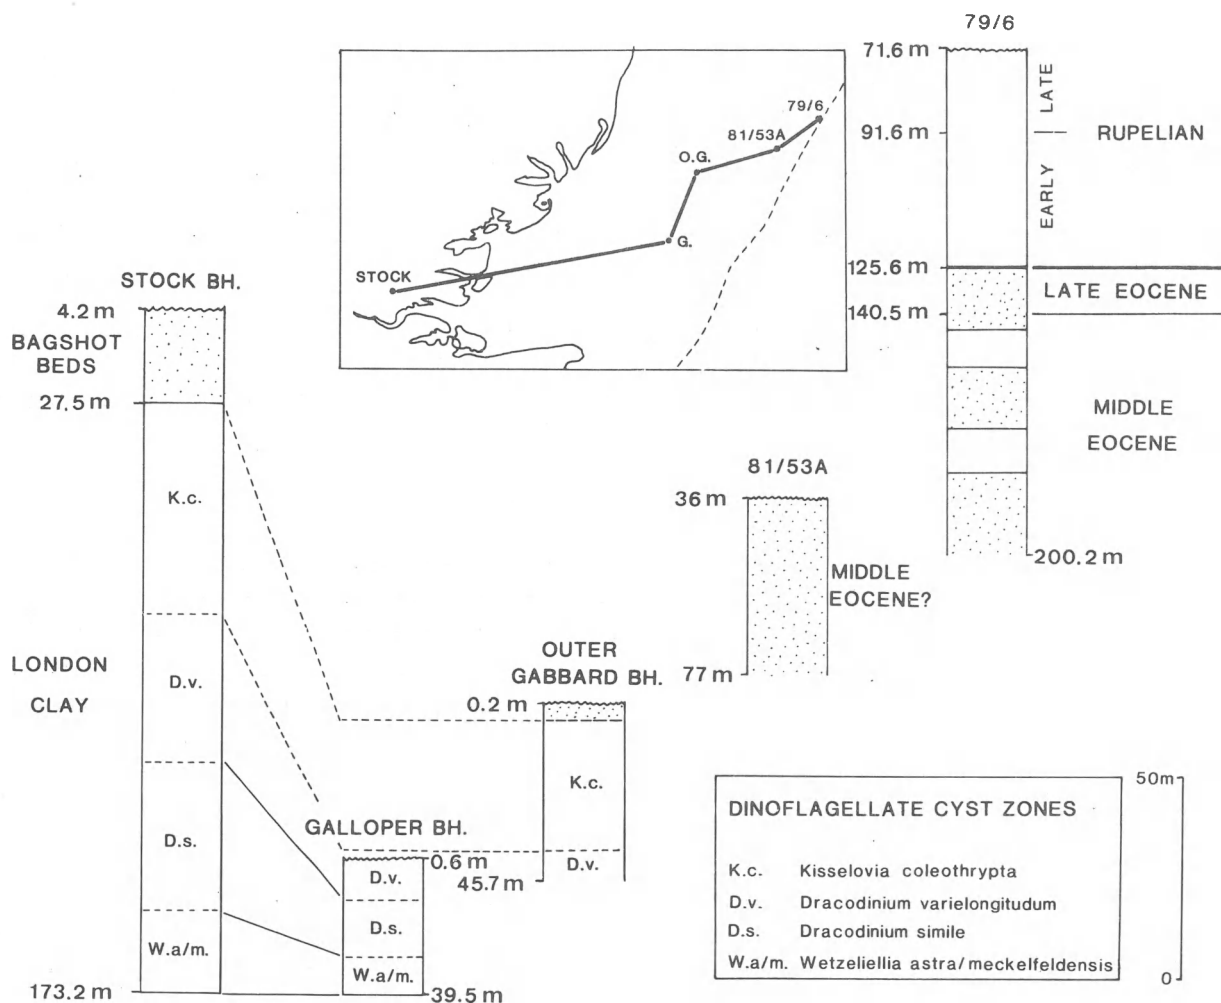 79/6
71.6 m
LATE
91.6 m
RUPELIAN
EARLY
125.6 m
LATE EOCENE
140.5 m
MIDDLE
EOCENE
200.2 m
79/6
81/53A
O.G.
G.
STOCK
STOCK BH.
4.2 m
BAGSHOT
BEDS
27.5 m
K.c.
D.v.
LONDON
CLAY
D.s.
W.a/m.
173.2 m
GALLOPER BH.
0.6 m
D.v.
D.s.
W.a/m.
39.5 m
OUTER
GABBARD BH.
0.2 m
K.c.
D.v.
45.7 m
81/53A
36 m
MIDDLE
EOCENE?
77 m
DINOFLAGELLATE CYST ZONES
K.c. Kisselovia coleothrypta
D.v. Dracodinium varielongitudum
D.s. Dracodinium simile
W.a/m. Wetzeliellia astra/meckelfeldensis
50m
0